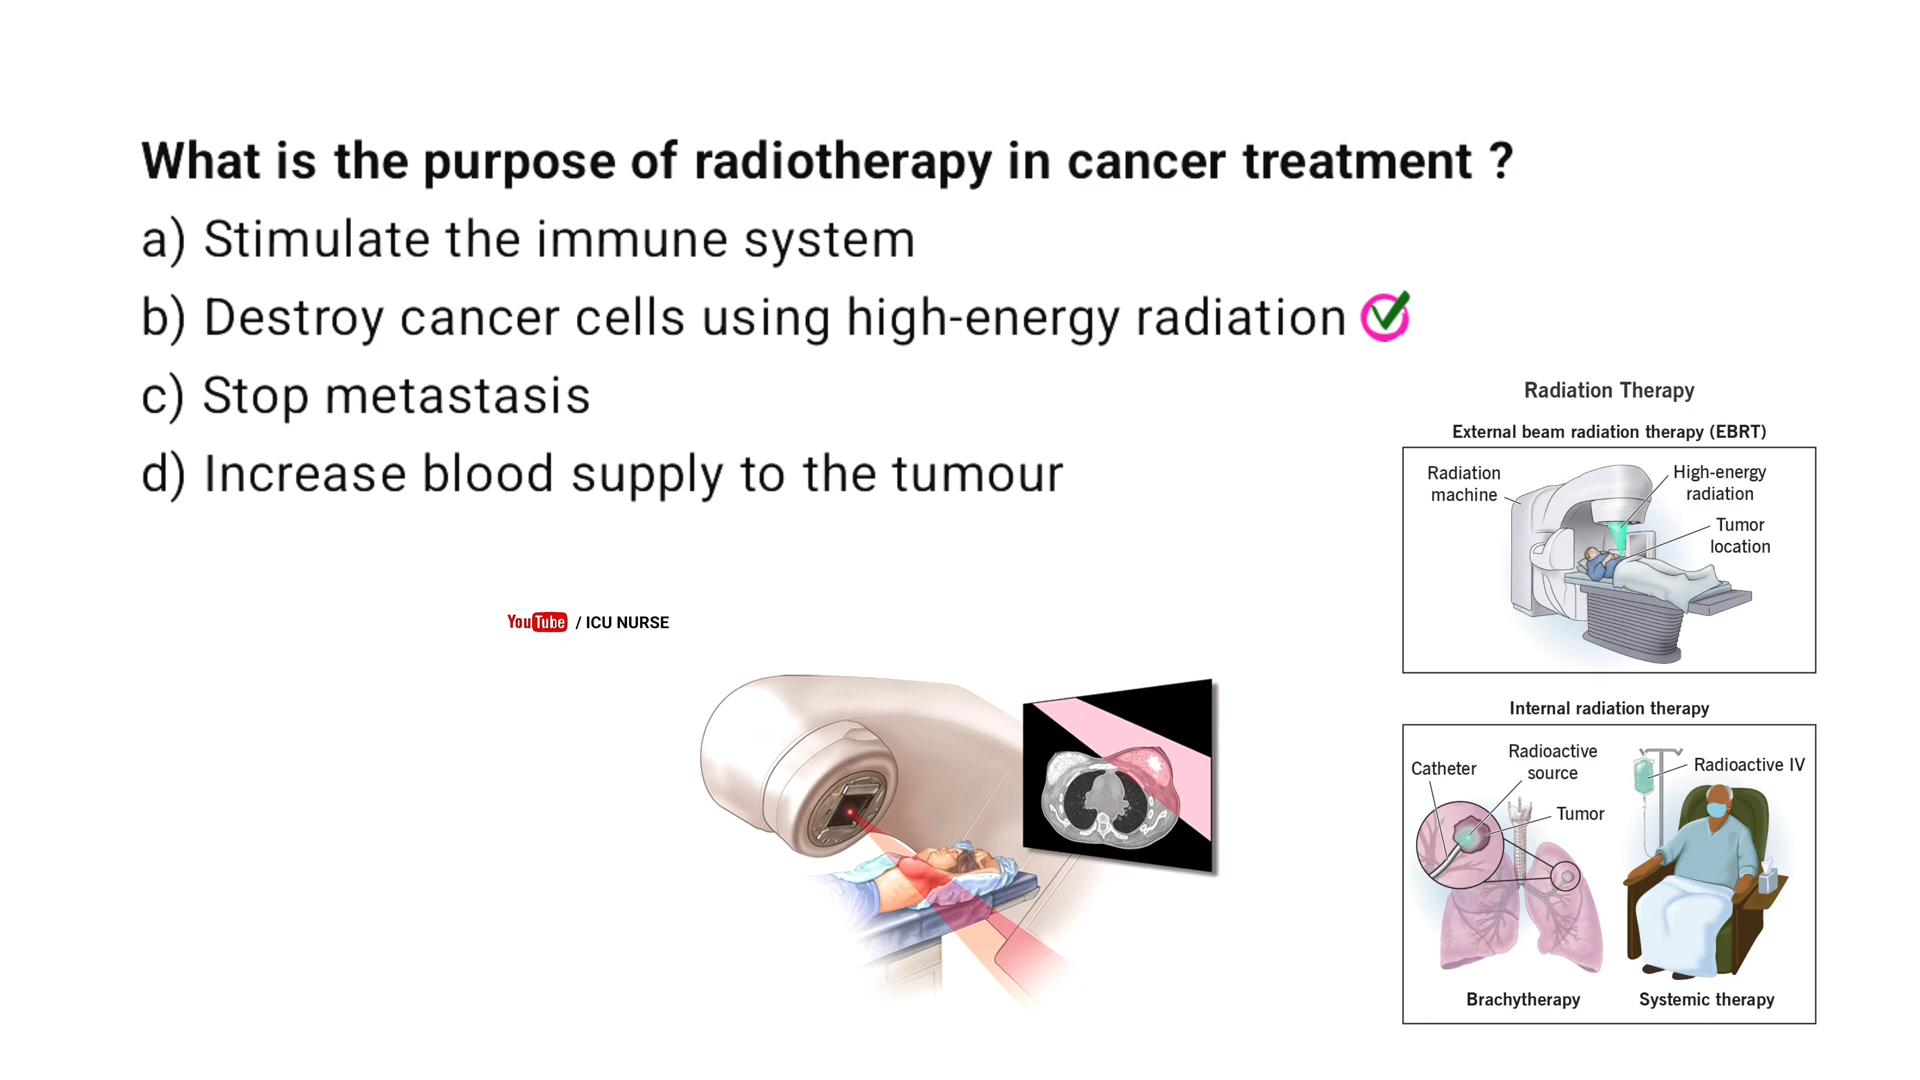 What is the purpose of radiotherapy in cancer treatment ?
a) Stimulate the immune system
b) Destroy cancer cells using high-energy radiation
c) Stop metastasis
d) Increase blood supply to the tumour
YouTube / ICU NURSE
Radiation Therapy
External beam radiation therapy (EBRT)
Radiation
machine
High-energy
radiation
Tumor
location
Internal radiation therapy
Catheter
Radioactive
source
Tumor
Radioactive IV
Brachytherapy
Systemic therapy